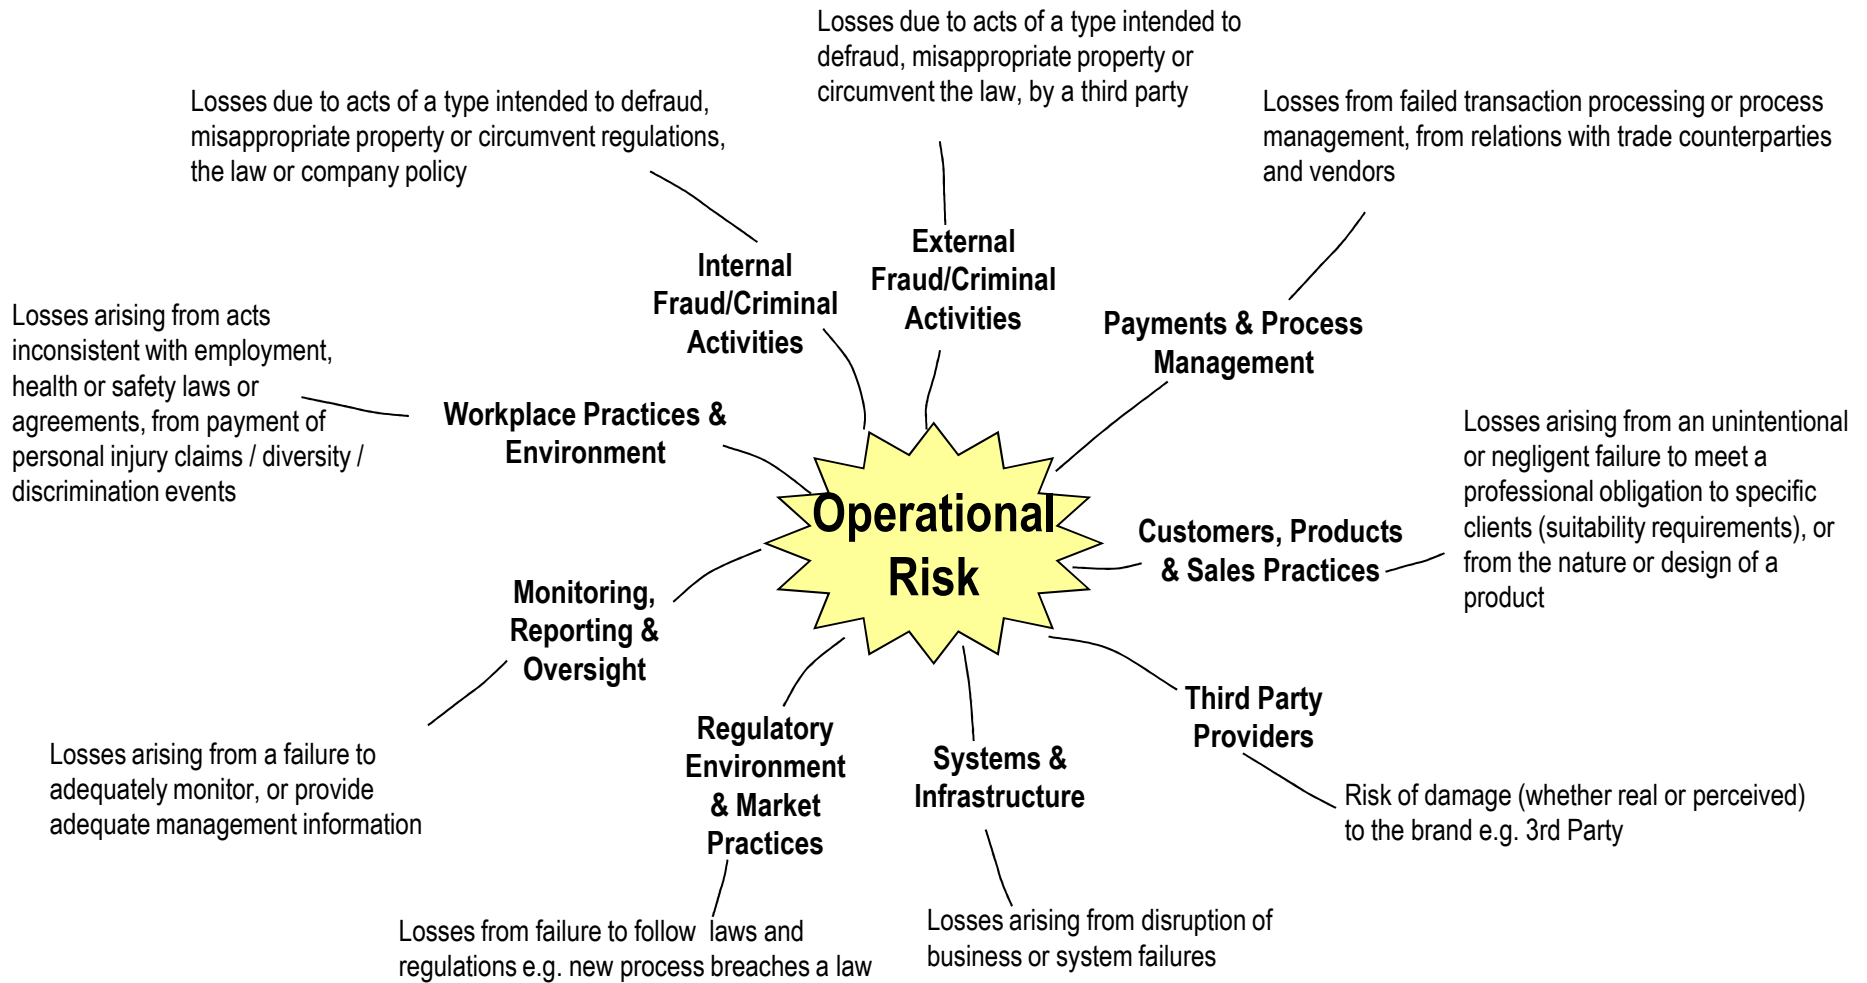 Losses due to acts of a type intended to
defraud, misappropriate property or
circumvent the law, by a third party
Losses due to acts of a type intended to defraud,
misappropriate property or circumvent regulations,
the law or company policy
Losses from failed transaction processing or process
management, from relations with trade counterparties
and vendors
External
Fraud/Criminal
Activities
Internal
Fraud/Criminal
Activities
Payments & Process
Management
Losses arising from acts
inconsistent with employment,
health or safety laws or
agreements, from payment of
personal injury claims / diversity /
discrimination events
Workplace Practices &
Environment
Losses arising from an unintentional
or negligent failure to meet a
professional obligation to specific
clients (suitability requirements), or
from the nature or design of a
product
Operational
Risk
Customers, Products
& Sales Practices
Monitoring,
Reporting &
Oversight
Third Party
Providers
Regulatory
Environment
& Market
Practices
Systems &
Infrastructure
Losses arising from a failure to
adequately monitor, or provide
adequate management information
Risk of damage (whether real or perceived)
to the brand e.g. 3rd Party
Losses from failure to follow laws and
regulations e.g. new process breaches a law
Losses arising from disruption of
business or system failures